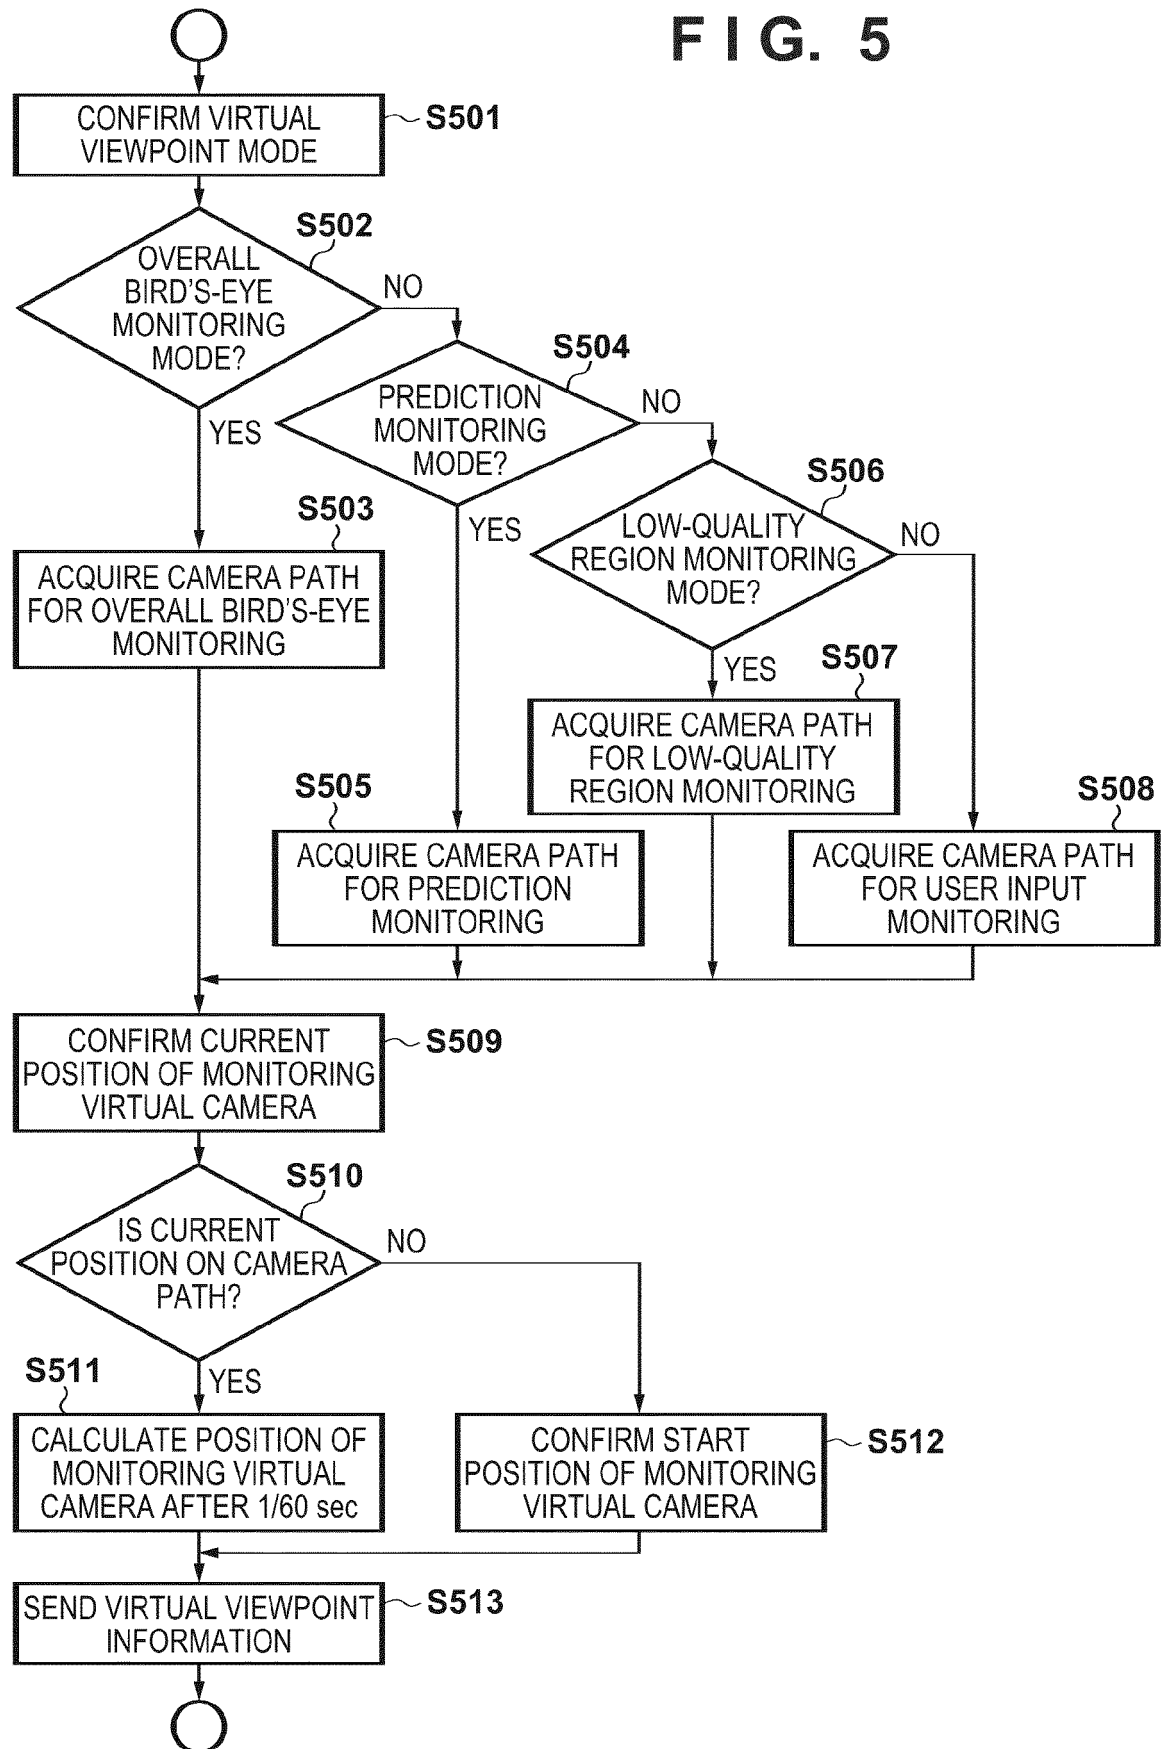 FIG. 5
CONFIRM VIRTUAL
VIEWPOINT MODE
S501
S502
OVERALL
BIRD'S-EYE
MONITORING
MODE?
NO
YES
S504
PREDICTION
MONITORING
MODE?
NO
YES
S506
LOW-QUALITY
REGION MONITORING
MODE?
NO
YES
S503
ACQUIRE CAMERA PATH
FOR OVERALL BIRD'S-EYE
MONITORING
S507
ACQUIRE CAMERA PATH
FOR LOW-QUALITY
REGION MONITORING
S505
ACQUIRE CAMERA PATH
FOR PREDICTION
MONITORING
S508
ACQUIRE CAMERA PATH
FOR USER INPUT
MONITORING
CONFIRM CURRENT
POSITION OF MONITORING
VIRTUAL CAMERA
S509
S510
IS CURRENT
POSITION ON CAMERA
PATH?
NO
YES
S511
CALCULATE POSITION OF
MONITORING VIRTUAL
CAMERA AFTER 1/60 sec
CONFIRM START
POSITION OF MONITORING
VIRTUAL CAMERA
S512
SEND VIRTUAL VIEWPOINT
INFORMATION
S513